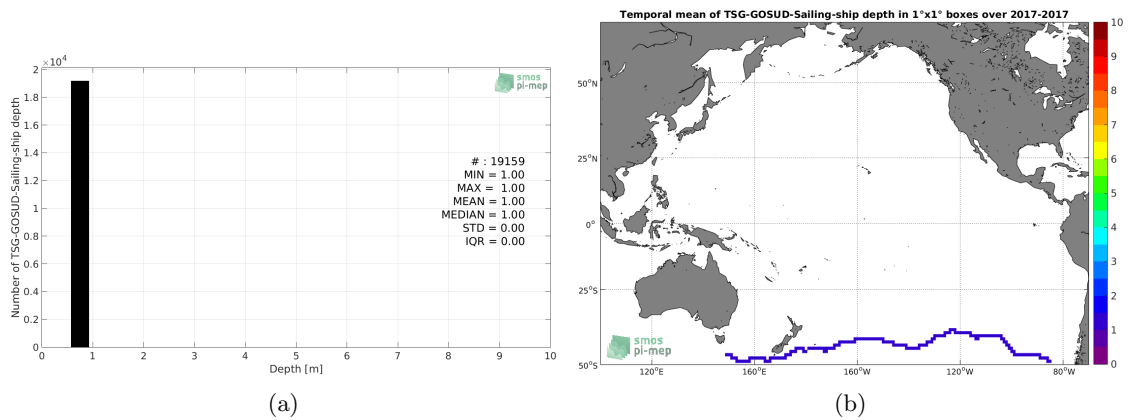 Temporal mean of TSG-GOSUD-Sailing-ship depth in 1°x1° boxes over 2017-2017
×10⁴
2
1.8
1.6
1.4
1.2
1
0.8
0.6
0.4
0.2
0
Number of TSG-GOSUD-Sailing-ship depth
smos
pi-mep
# : 19159
MIN = 1.00
MAX = 1.00
MEAN = 1.00
MEDIAN = 1.00
STD = 0.00
IQR = 0.00
0 1 2 3 4 5 6 7 8 9 10
Depth [m]
(a)
50°N
25°N
0°
25°S
50°S
smos
pi-mep
120°E 160°E 160°W 120°W 80°W
10
9
8
7
6
5
4
3
2
1
0
(b)